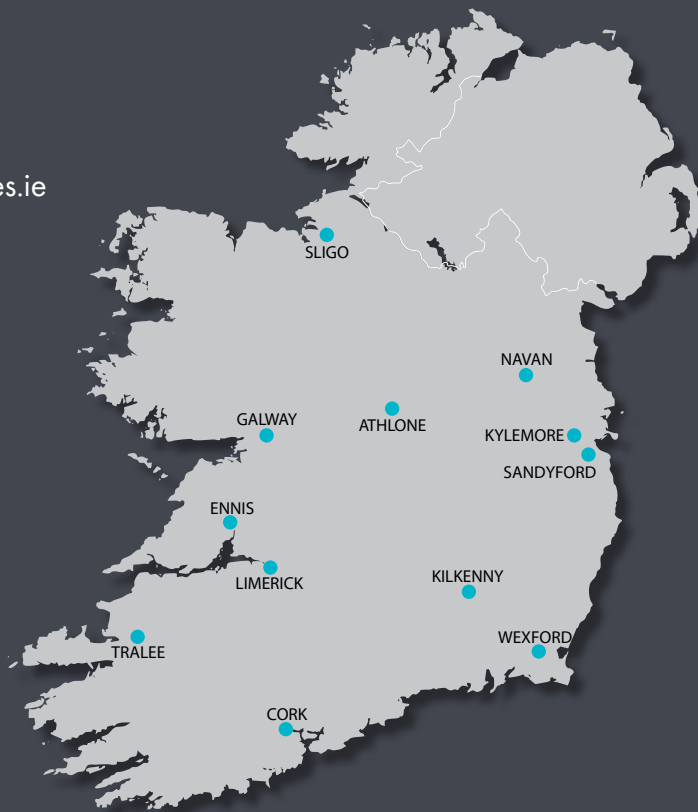 es.ie
SLIGO
NAVAN
ATHLONE
GALWAY
KYLEMORE
SANDYFORD
ENNIS
LIMERICK
KILKENNY
WEXFORD
TRALEE
CORK